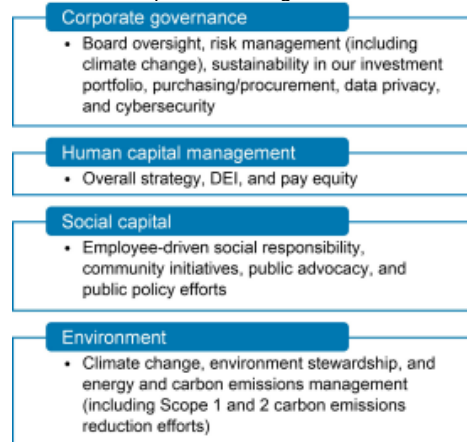 Corporate governance
• Board oversight, risk management (including
climate change), sustainability in our investment
portfolio, purchasing/procurement, data privacy,
and cybersecurity
Human capital management
• Overall strategy, DEI, and pay equity
Social capital
• Employee-driven social responsibility,
community initiatives, public advocacy, and
public policy efforts
Environment
• Climate change, environment stewardship, and
energy and carbon emissions management
(including Scope 1 and 2 carbon emissions
reduction efforts)